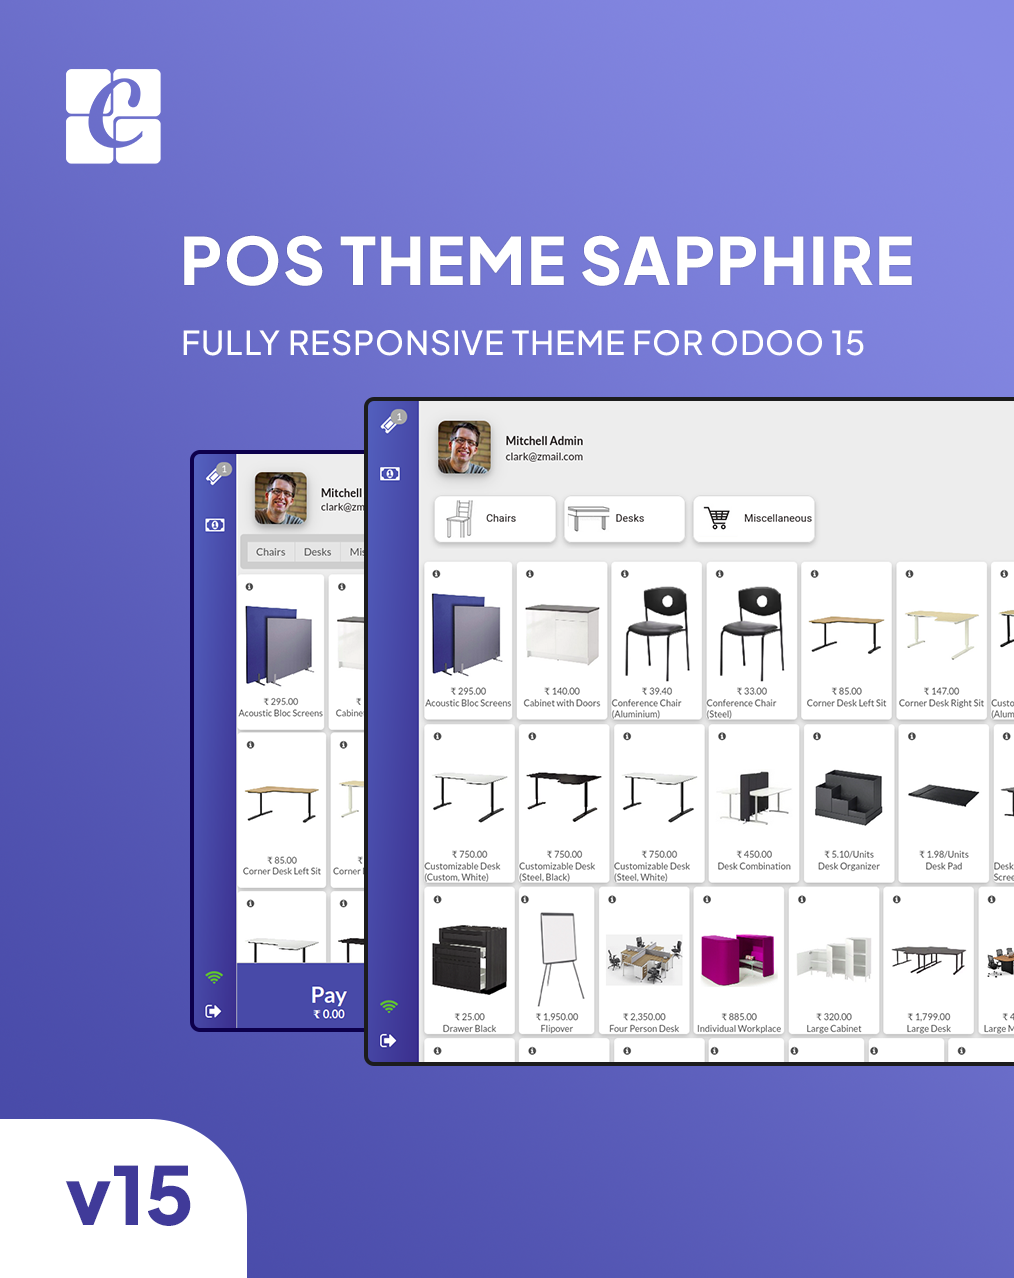 C
POS THEME SAPPHIRE
FULLY RESPONSIVE THEME FOR ODOO 15
1
Mitchell
clark@zm
Chairs Desks Mis
₹ 295.00 ₹
Acoustic Bloc Screens Cabine
₹ 85.00 ₹
Corner Desk Left Sit Corner
Pay
₹ 0.00
1
Mitchell Admin
clark@zmail.com
Chairs Desks Miscellaneous
₹ 295.00 ₹ 140.00 ₹ 39.40 ₹ 33.00 ₹ 85.00 ₹ 147.00
Acoustic Bloc Screens Cabinet with Doors Conference Chair Conference Chair Corner Desk Left Sit Corner Desk Right Sit Custo
(Aluminium) (Steel) (Alum
₹ 750.00 ₹ 750.00 ₹ 750.00 ₹ 450.00 ₹ 5.10/Units ₹ 1.98/Units
Customizable Desk Customizable Desk Customizable Desk Desk Combination Desk Organizer Desk Pad Desk
(Custom, White) (Steel, Black) (Steel, White) Scree
₹ 25.00 ₹ 1,950.00 ₹ 2,350.00 ₹ 885.00 ₹ 320.00 ₹ 1,799.00 ₹ 4
Drawer Black Flipover Four Person Desk Individual Workplace Large Cabinet Large Desk Large M
v15